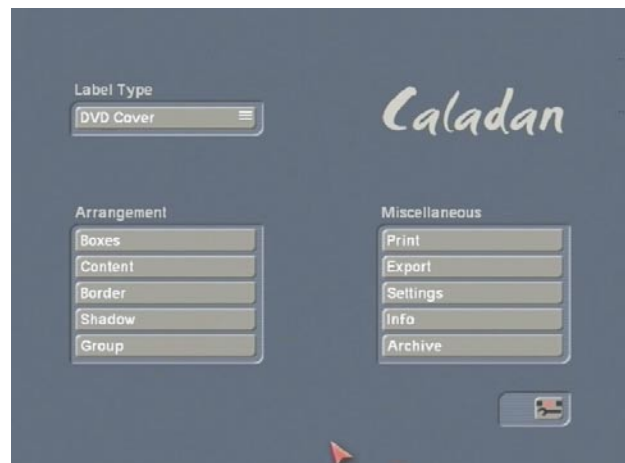 Label Type
DVD Cover
Caladan
Arrangement
Boxes
Content
Border
Shadow
Group
Miscellaneous
Print
Export
Settings
Info
Archive